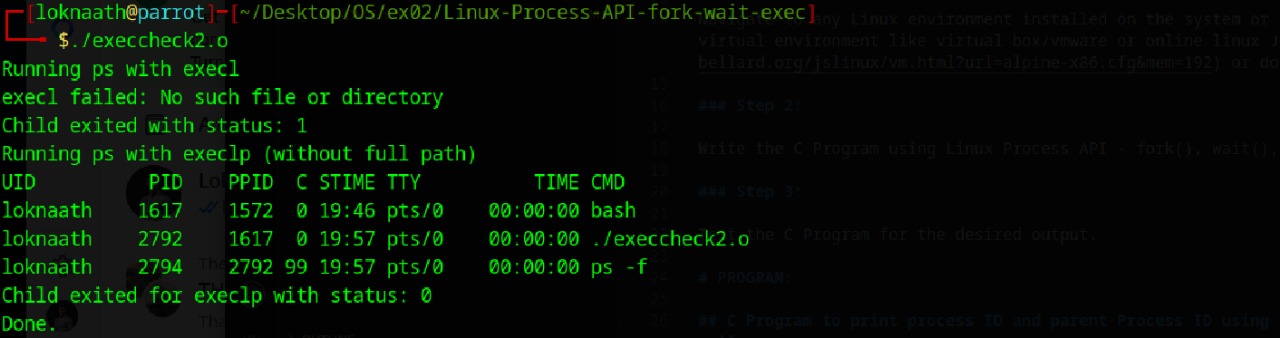 [loknaath@parrot]-[~/Desktop/OS/ex02/Linux-Process-API-fork-wait-exec]
$./execcheck2.o
Running ps with execl
execl failed: No such file or directory
Child exited with status: 1
Running ps with execlp (without full path)
UID PID PPID C STIME TTY TIME CMD
loknaath 1617 1572 0 19:46 pts/0 00:00:00 bash
loknaath 2792 1617 0 19:57 pts/0 00:00:00 ./execcheck2.o
loknaath 2794 2792 99 19:57 pts/0 00:00:00 ps -f
Child exited for execlp with status: 0
Done.
any Linux environment installed on the system or
virtual environment like virtual box/vmware or online linux
bellard.org/jslinux/vm.html?url=alpine-x86.cfg&mem=192) or do
### Step 2:
Write the C Program using Linux Process API - fork(), wait(),
### Step 3:
the C Program for the desired output.
# PROGRAM:
## C Program to print process ID and parent Process ID using